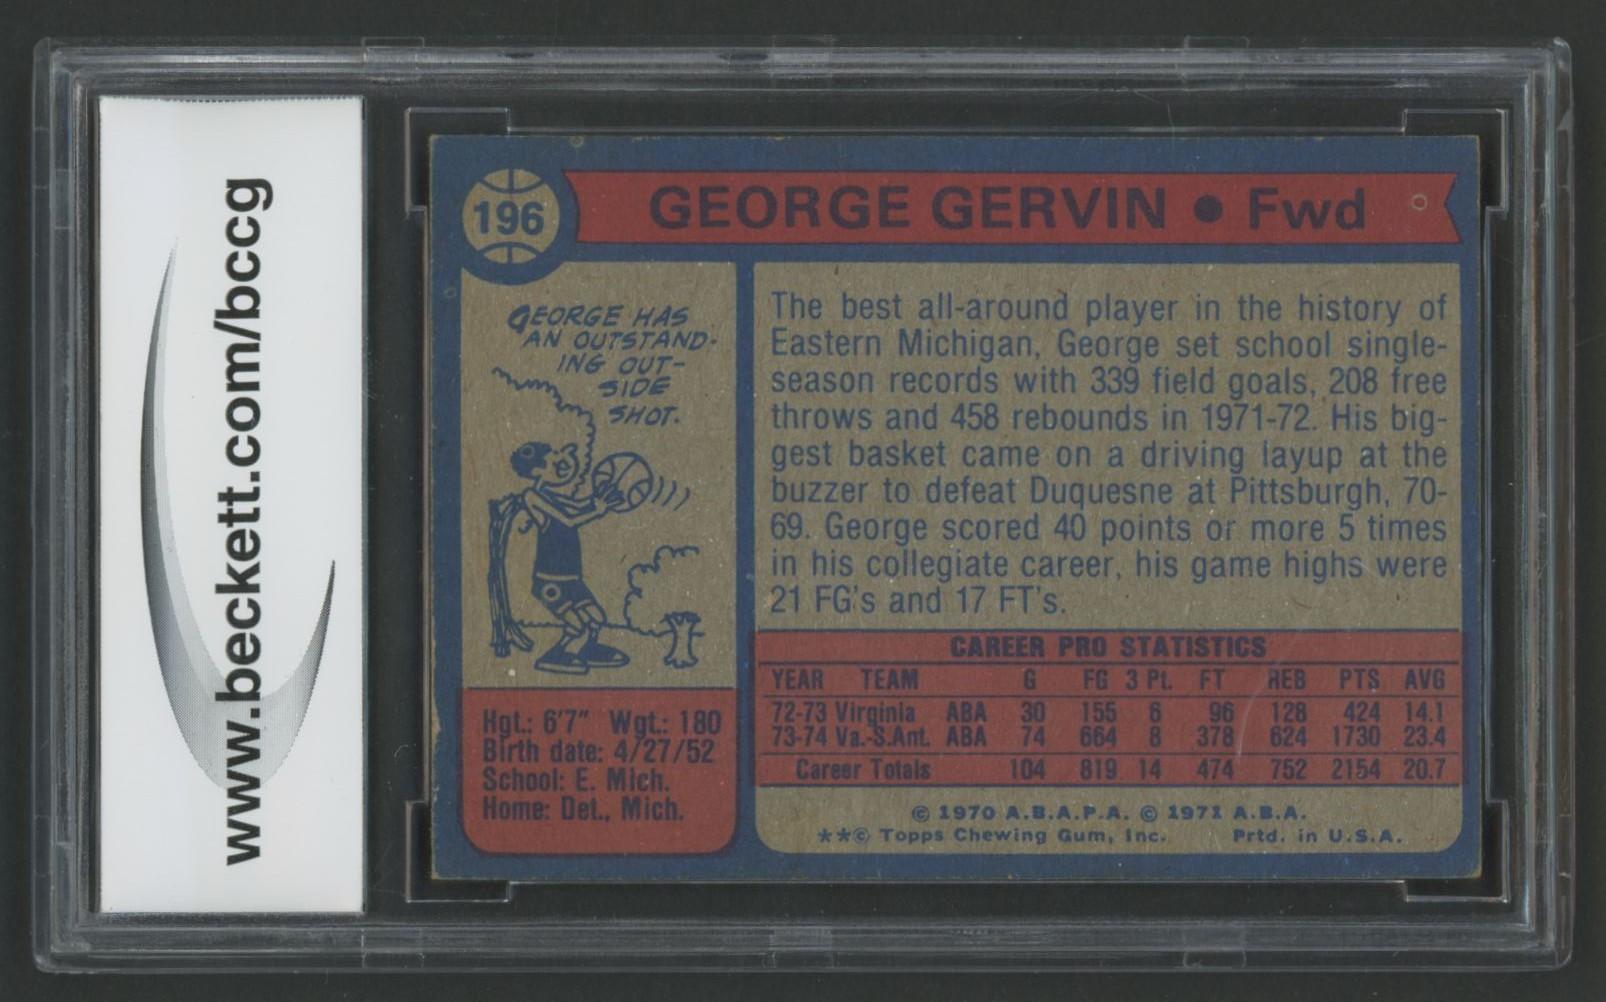 www.beckett.com/bccg
196
GEORGE GERVIN ● Fwd
GEORGE HAS
AN OUTSTAND-
ING OUT-
SIDE
SHOT.
The best all-around player in the history of
Eastern Michigan, George set school single-
season records with 339 field goals, 208 free
throws and 458 rebounds in 1971-72. His big-
gest basket came on a driving layup at the
buzzer to defeat Duquesne at Pittsburgh, 70-
69. George scored 40 points or more 5 times
in his collegiate career, his game highs were
21 FG's and 17 FT's.
Hgt.: 6'7" Wgt.: 180
Birth date: 4/27/52
School: E. Mich.
Home: Det., Mich.
CAREER PRO STATISTICS
YEAR TEAM G FG 3 Pt. FT REB PTS AVG
72-73 Virginia ABA 30 155 6 96 128 424 14.1
73-74 Va.-S.Ant. ABA 74 664 8 378 624 1730 23.4
Career Totals 104 819 14 474 752 2154 20.7
© 1970 A.B.A.P.A. © 1971 A.B.A.
**© Topps Chewing Gum, Inc. Prtd. in U.S.A.